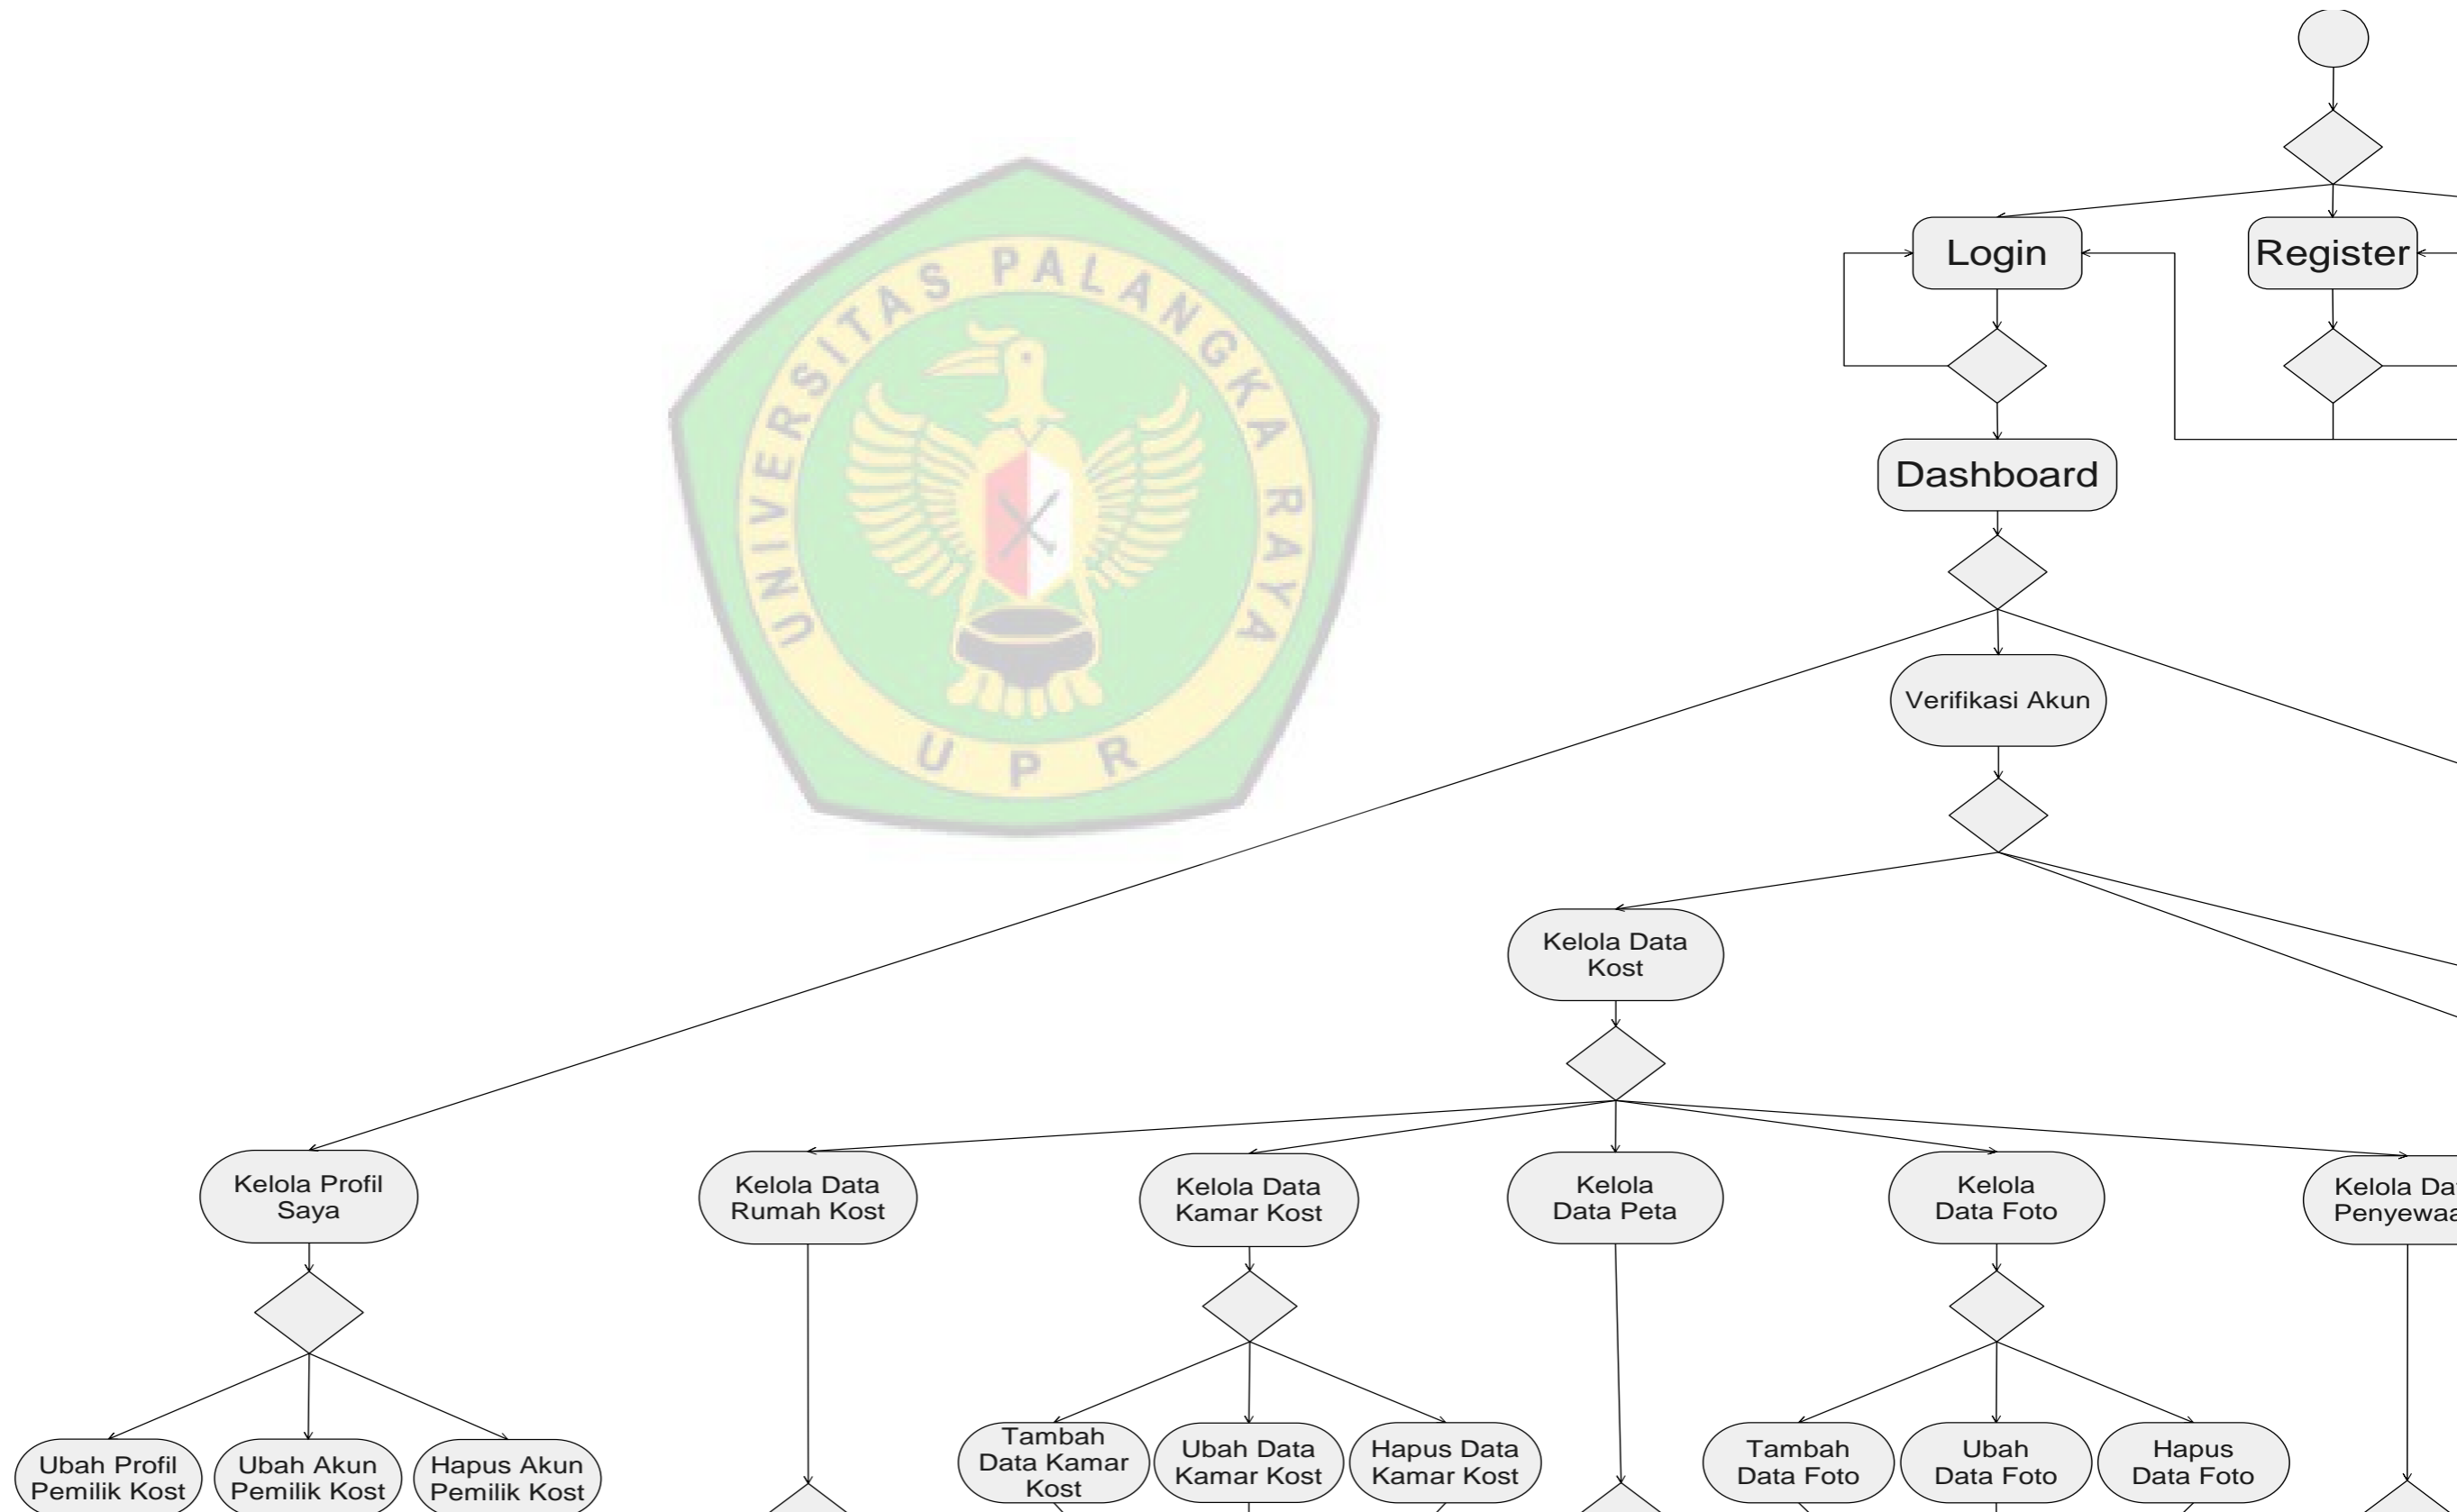 UNIVERSITAS PALANGKA RAYA
UPR
Login
Register
Dashboard
Verifikasi Akun
Kelola Data
Kost
Kelola Profil
Saya
Kelola Data
Rumah Kost
Kelola Data
Kamar Kost
Kelola
Data Peta
Kelola
Data Foto
Kelola
Ubah Profil
Pemilik Kost
Ubah Akun
Pemilik Kost
Hapus Akun
Pemilik Kost
Tambah
Data Kamar
Kost
Ubah Data
Kamar Kost
Hapus Data
Kamar Kost
Tambah
Data Foto
Ubah
Data Foto
Hapus
Data Foto